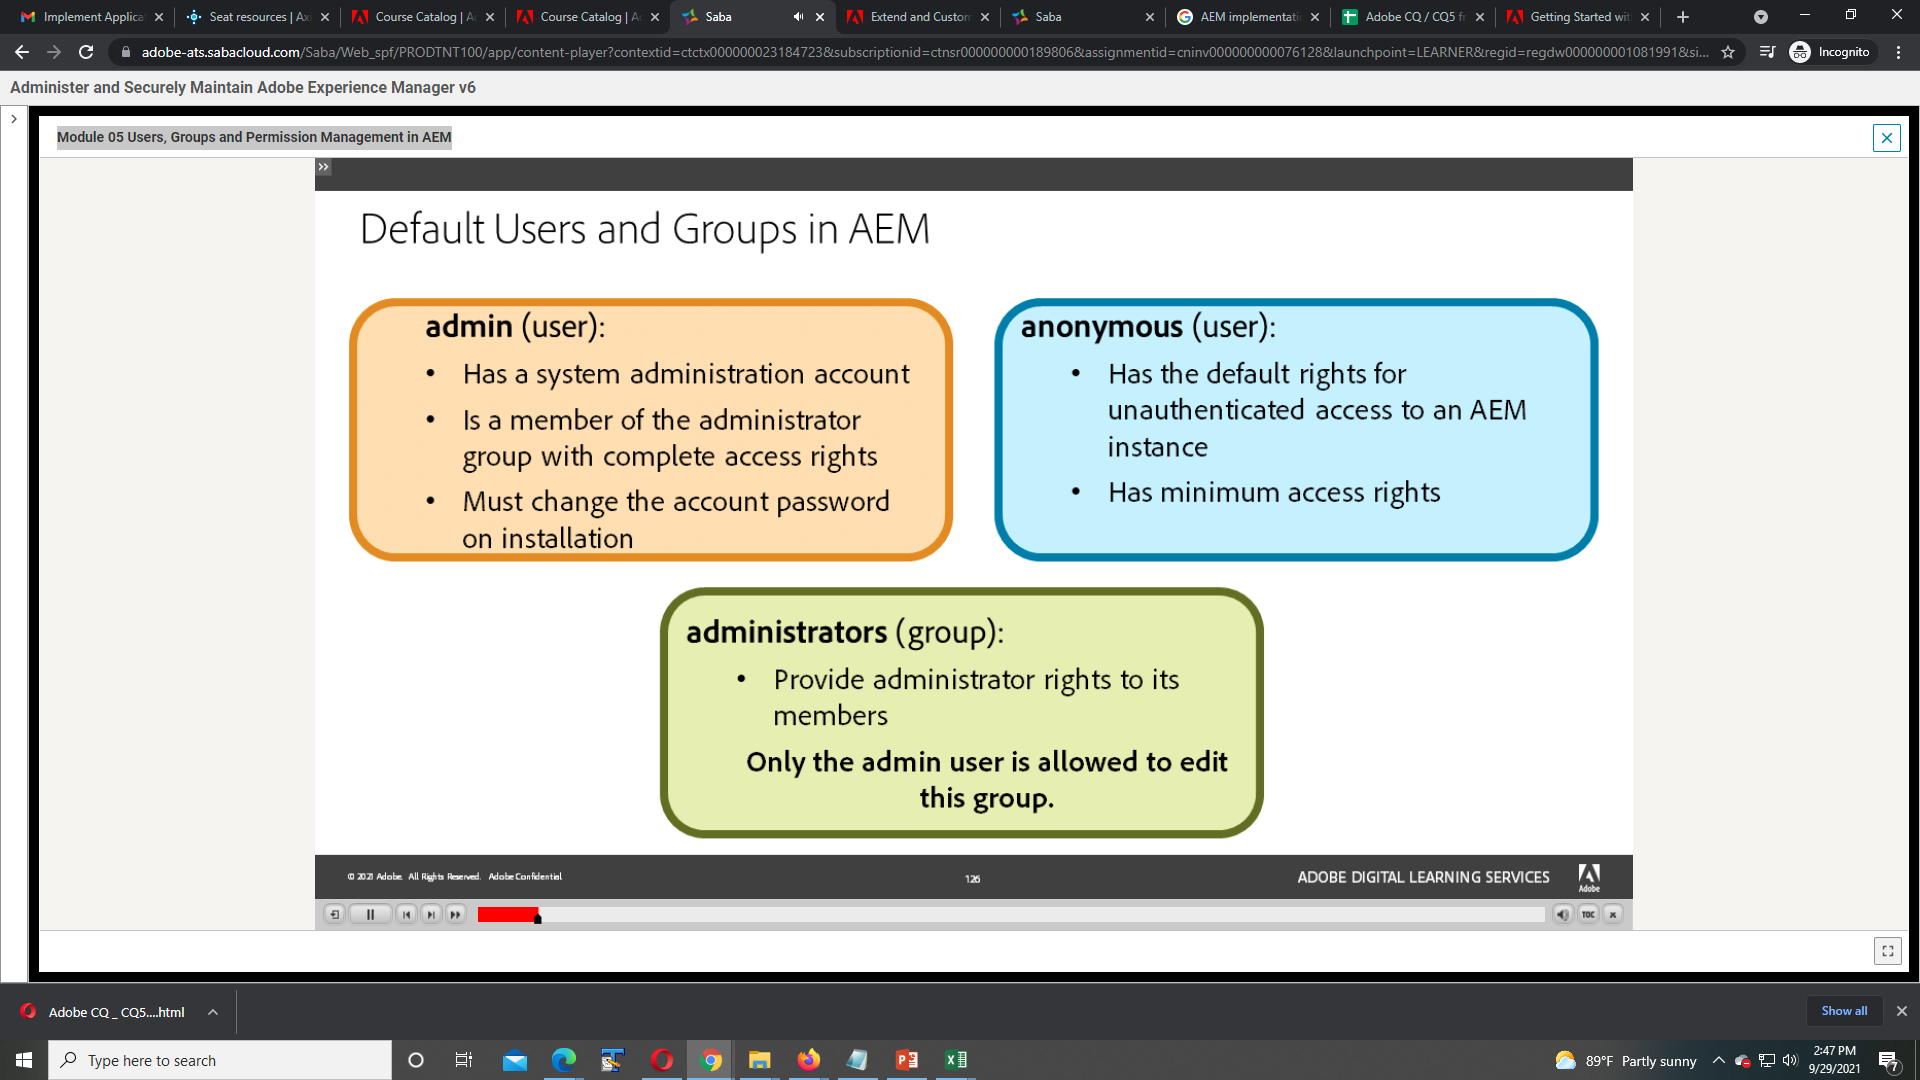 Implement Applica
Seat resources | Ax
Course Catalog | A
Course Catalog | A
Saba
Extend and Custom
Saba
AEM implementati
Adobe CQ / CQ5 f
Getting Started wit
adobe-ats.sabacloud.com/Saba/Web_spf/PRODTNT100/app/content-player?contextid=ctctx000000023184723&subscriptionid=ctnsr000000000189806&assignmentid=cninv000000000076128&launchpoint=LEARNER&regid=regdw000000001081991&si...
Incognito
Administer and Securely Maintain Adobe Experience Manager v6
Module 05 Users, Groups and Permission Management in AEM
Default Users and Groups in AEM
admin (user):
• Has a system administration account
• Is a member of the administrator
group with complete access rights
• Must change the account password
on installation
anonymous (user):
• Has the default rights for
unauthenticated access to an AEM
instance
• Has minimum access rights
administrators (group):
• Provide administrator rights to its
members
Only the admin user is allowed to edit
this group.
© 2021 Adobe. All Rights Reserved. Adobe Confidential
126
ADOBE DIGITAL LEARNING SERVICES
Adobe
TOC
Adobe CQ _ CQ5....html
Show all
Type here to search
89°F Partly sunny
2:47 PM
9/29/2021
7